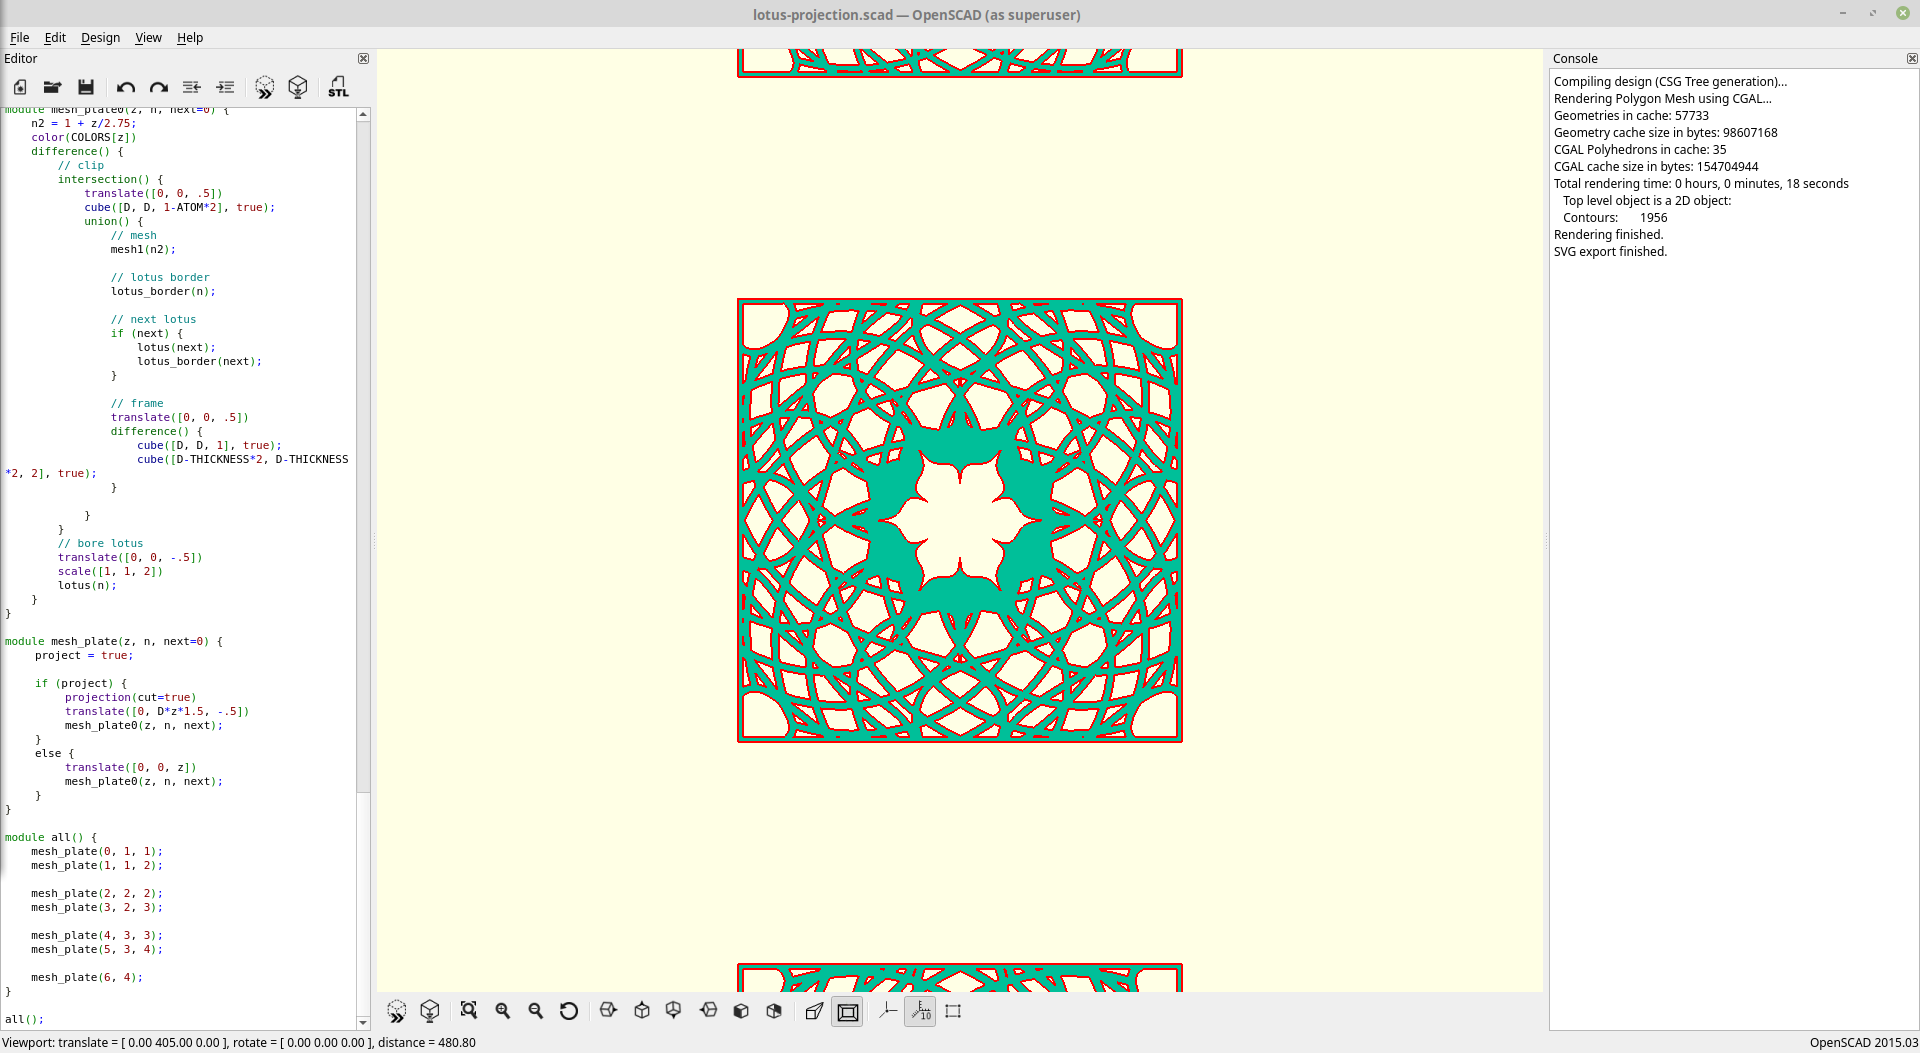 lotus-projection.scad — OpenSCAD (as superuser)
File Edit Design View Help
Editor
STL
module mesh_plate0(z, n, next=0) {
n2 = 1 + z/2.75;
color(COLORS[z])
difference() {
// clip
intersection() {
translate([0, 0, .5])
cube([D, D, 1-ATOM*2], true);
union() {
// mesh
mesh1(n2);
// lotus border
lotus_border(n);
// next lotus
if (next) {
lotus(next);
lotus_border(next);
}
// frame
translate([0, 0, .5])
difference() {
cube([D, D, 1], true);
cube([D-THICKNESS*2, D-THICKNESS
*2, 2], true);
}
}
}
// bore lotus
translate([0, 0, -.5])
scale([1, 1, 2])
lotus(n);
}
}
module mesh_plate(z, n, next=0) {
project = true;
if (project) {
projection(cut=true)
translate([0, D*z*1.5, -.5])
mesh_plate0(z, n, next);
}
else {
translate([0, 0, z])
mesh_plate0(z, n, next);
}
}
module all() {
mesh_plate(0, 1, 1);
mesh_plate(1, 1, 2);
mesh_plate(2, 2, 2);
mesh_plate(3, 2, 3);
mesh_plate(4, 3, 3);
mesh_plate(5, 3, 4);
mesh_plate(6, 4);
}
all();
10
Console
Compiling design (CSG Tree generation)...
Rendering Polygon Mesh using CGAL...
Geometries in cache: 57733
Geometry cache size in bytes: 98607168
CGAL Polyhedrons in cache: 35
CGAL cache size in bytes: 154704944
Total rendering time: 0 hours, 0 minutes, 18 seconds
Top level object is a 2D object:
Contours: 1956
Rendering finished.
SVG export finished.
Viewport: translate = [ 0.00 405.00 0.00 ], rotate = [ 0.00 0.00 0.00 ], distance = 480.80
OpenSCAD 2015.03